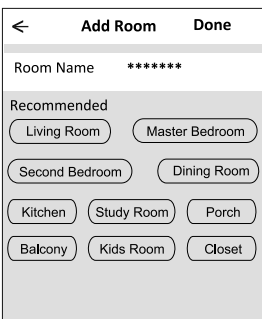 Add Room Done
Room Name *******
Recommended
Living Room Master Bedroom
Second Bedroom Dining Room
Kitchen Study Room Porch
Balcony Kids Room Closet